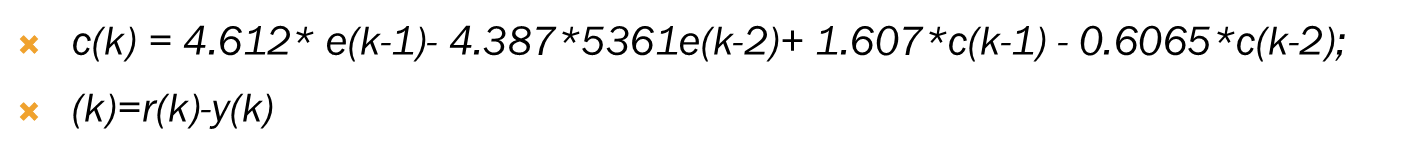 c(k) = 4.612* e(k-1)- 4.387*5361e(k-2)+ 1.607*c(k-1) - 0.6065*c(k-2);
(k)=r(k)-y(k)